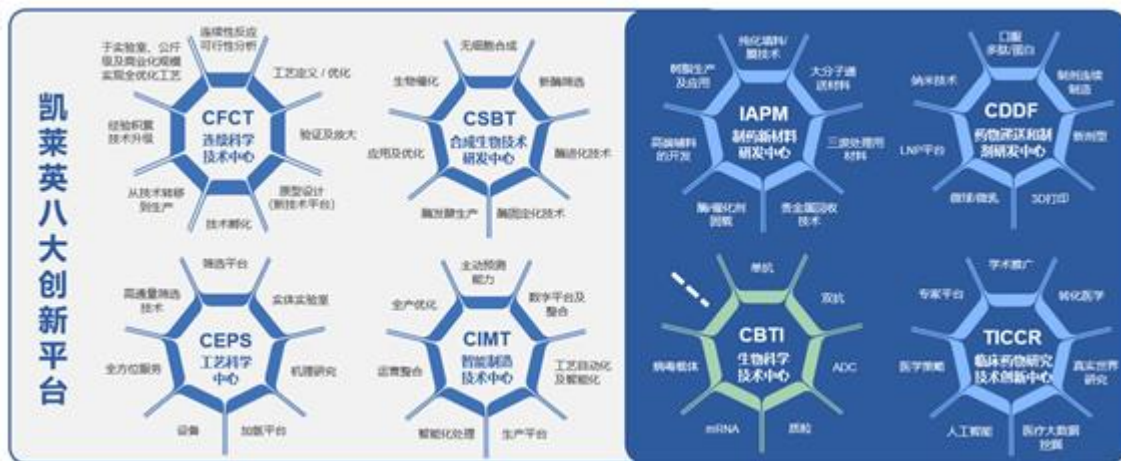 凯莱英八大创新平台
连续性反应
可行性分析
于实验室、公斤
级及商业化规模
实现全优化工艺
工艺定义/优化
CFCT
连续科学
技术中心
经验积累
技术升级
验证及放大
从技术转移
到生产
原型设计
(新技术平台)
技术孵化
无细胞合成
生物催化
新酶筛选
CSBT
合成生物技术
研发中心
应用及优化
酶进化技术
酶发酵生产
酶固定化技术
纯化填料/
膜技术
树脂生产
及应用
大分子递
送材料
IAPM
制药新材料
研发中心
高端辅料
的开发
三废处理用
材料
酶/催化剂
固载
贵金属回收
技术
口服
多肽/蛋白
纳米技术
制剂连续
制造
CDDF
药物递送和制
剂研发中心
LNP平台
新剂型
微球/微乳
3D打印
筛选平台
高通量筛选
技术
实体实验室
CEPS
工艺科学
中心
全方位服务
机理研究
设备
加氢平台
主动预测
能力
全产优化
数字平台及
整合
CIMT
智能制造
技术中心
运营整合
工艺自动化
及智能化
智能化处理
生产平台
单抗
双抗
CBTI
生物科学
技术中心
病毒载体
ADC
mRNA
质粒
学术推广
专家平台
转化医学
TICCR
临床药物研究
技术创新中心
医学策略
真实世界
研究
人工智能
医疗大数据
挖掘